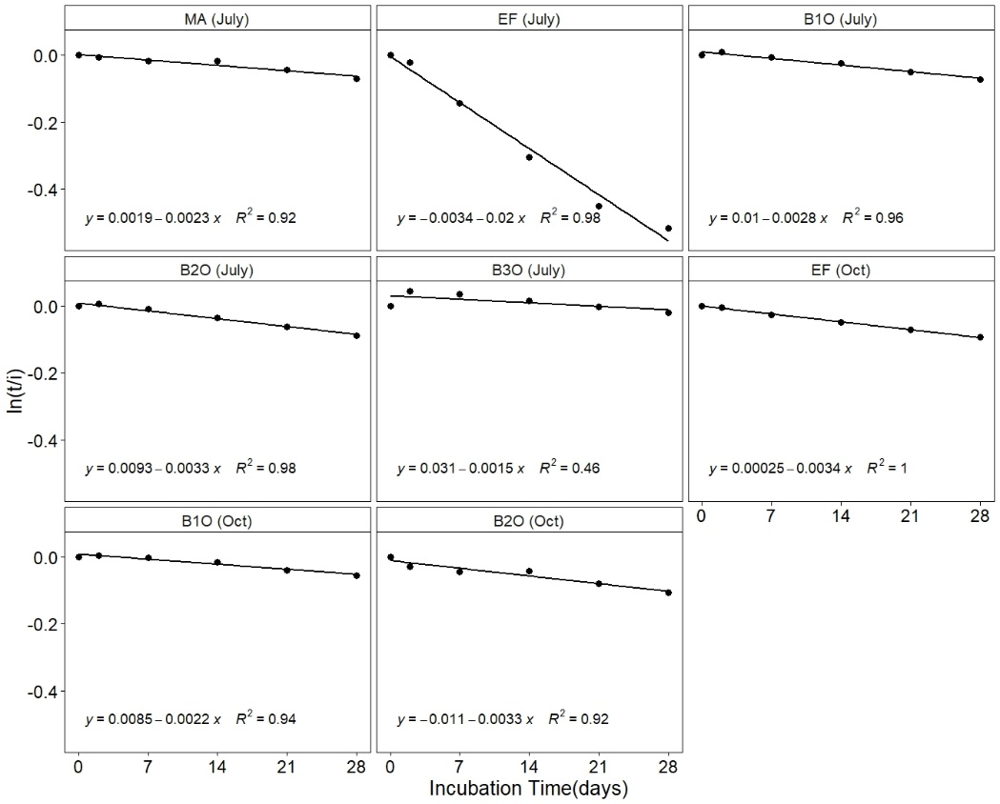 MA (July)
EF (July)
B1O (July)
0.0
-0.2
-0.4
y = 0.0019 – 0.0023 x R² = 0.92
y = –0.0034 – 0.02 x R² = 0.98
y = 0.01 – 0.0028 x R² = 0.96
B2O (July)
B3O (July)
EF (Oct)
0.0
-0.2
-0.4
ln(t/i)
y = 0.0093 – 0.0033 x R² = 0.98
y = 0.031 – 0.0015 x R² = 0.46
y = 0.00025 – 0.0034 x R² = 1
0 7 14 21 28
B1O (Oct)
B2O (Oct)
0.0
-0.2
-0.4
y = 0.0085 – 0.0022 x R² = 0.94
y = –0.011 – 0.0033 x R² = 0.92
0 7 14 21 28
0 7 14 21 28
Incubation Time(days)